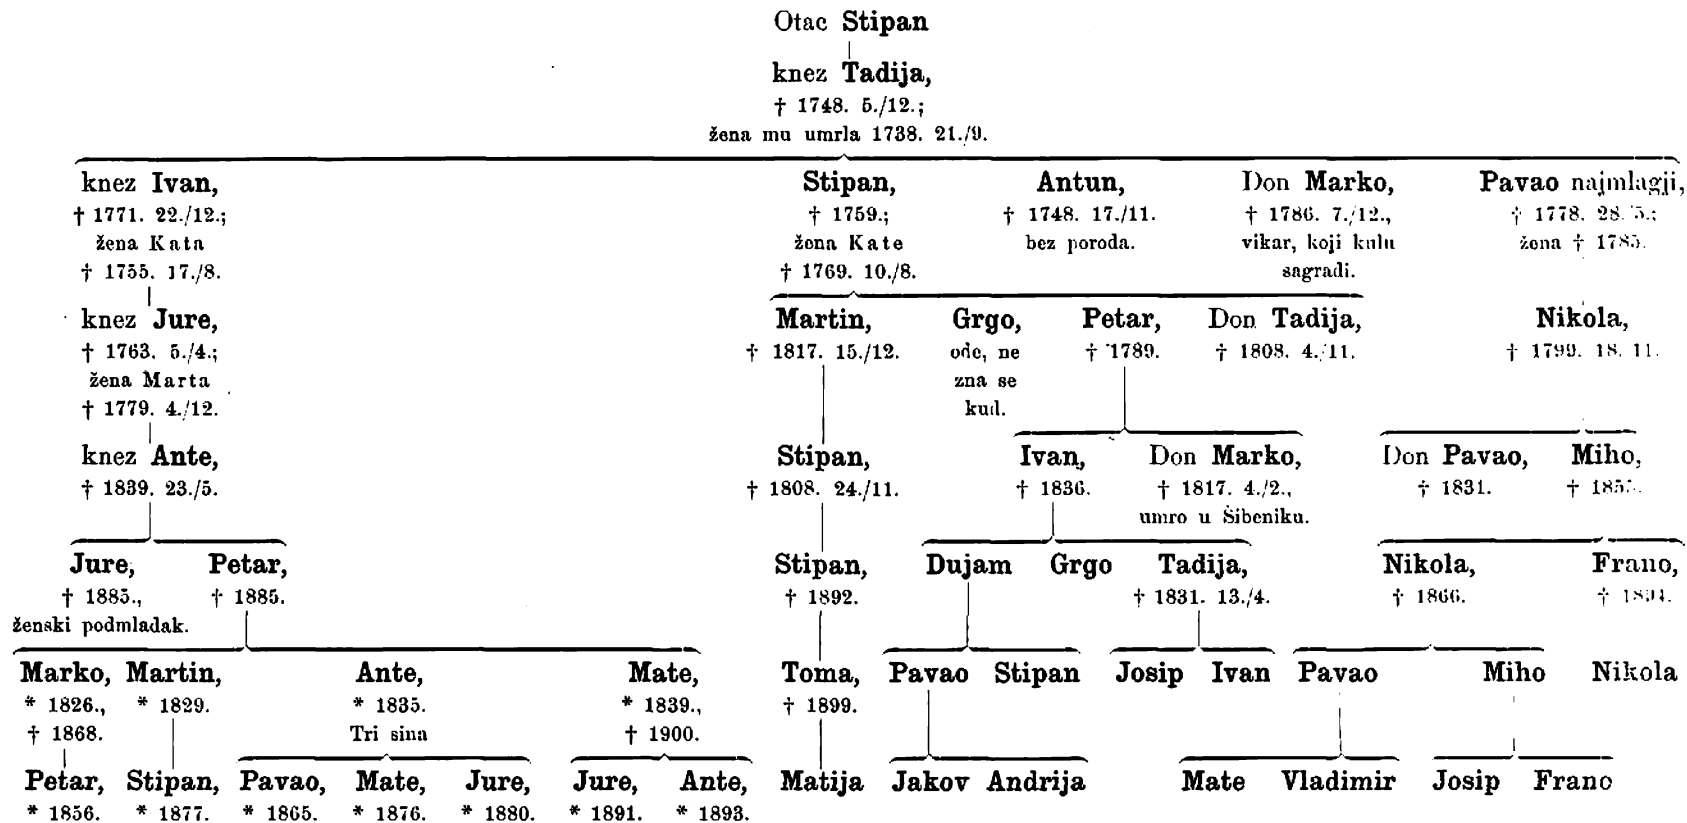 Otac Stipan
knez Tadija,
† 1748. 5./12.;
žena mu umrla 1738. 21./9.
knez Ivan, Stipan, Antun, Don Marko, Pavao najmlagji,
† 1771. 22./12.; † 1759.; † 1748. 17./11. † 1786. 7./12., † 1778. 28./5.;
žena Kata žena Kate bez poroda. vikar, koji kulu žena † 1785.
† 1755. 17./8. † 1769. 10./8. sagradi.
knez Jure, Martin, Grgo, Petar, Don Tadija, Nikola,
† 1763. 5./4.; † 1817. 15./12. ode, ne † 1789. † 1808. 4./11. † 1799. 18. 11.
žena Marta zna se
† 1779. 4./12. kud.
knez Ante, Stipan, Ivan, Don Marko, Don Pavao, Miho,
† 1839. 23./5. † 1808. 24./11. † 1836. † 1817. 4./2., † 1831. †
umro u Šibeniku.
Jure, Petar, Stipan, Dujam Grgo Tadija, Nikola, Frano,
† 1885., † 1885. † 1892. † 1831. 13./4. † 1866. †
ženski podmladak.
Marko, Martin, Ante, Mate, Toma, Pavao Stipan Josip Ivan Pavao Miho Nikola
* 1826., * 1829. * 1835. * 1839., † 1899.
† 1868. Tri sina † 1900.
Petar, Stipan, Pavao, Mate, Jure, Jure, Ante, Matija Jakov Andrija Mate Vladimir Josip Frano
* 1856. * 1877. * 1865. * 1876. * 1880. * 1891. * 1893.